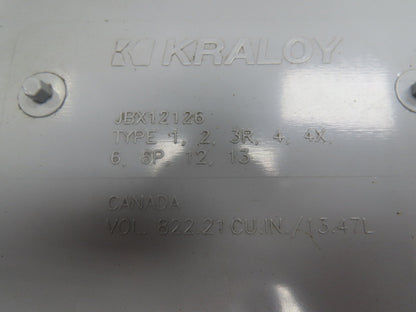 KRALOY
JBX12126
TYPE 1, 2, 3R, 4, 4X,
6, 6P, 12, 13
CANADA
VOL. 822.21 CU.IN./13.47L